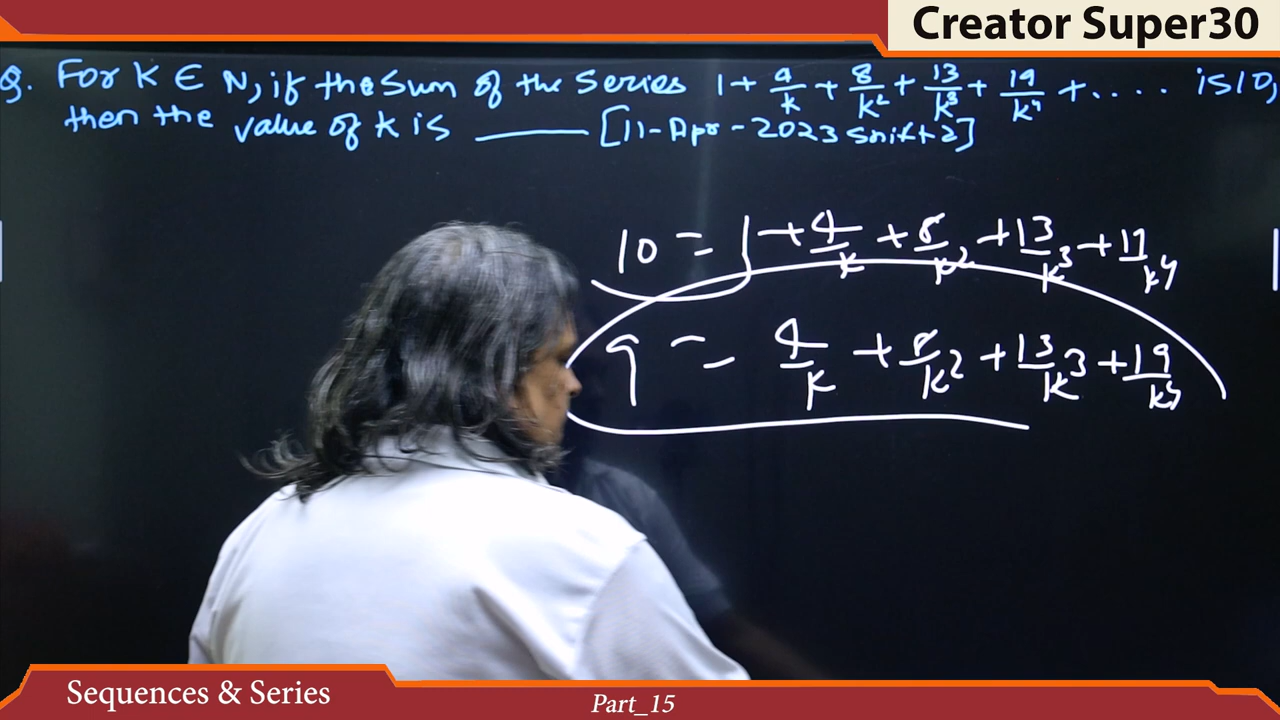 Creator Super30
Q. For K ∈ N, if the sum of the series 1 + 4/k + 8/k² + 13/k³ + 19/k⁴ + .... is 10,
then the value of k is ______ [11-Apr-2023 shift 2]
10 = 1 + 4/k + 8/k² + 13/k³ + 19/k⁴
9 = 4/k + 8/k² + 13/k³ + 19/k⁴
Sequences & Series
Part_15